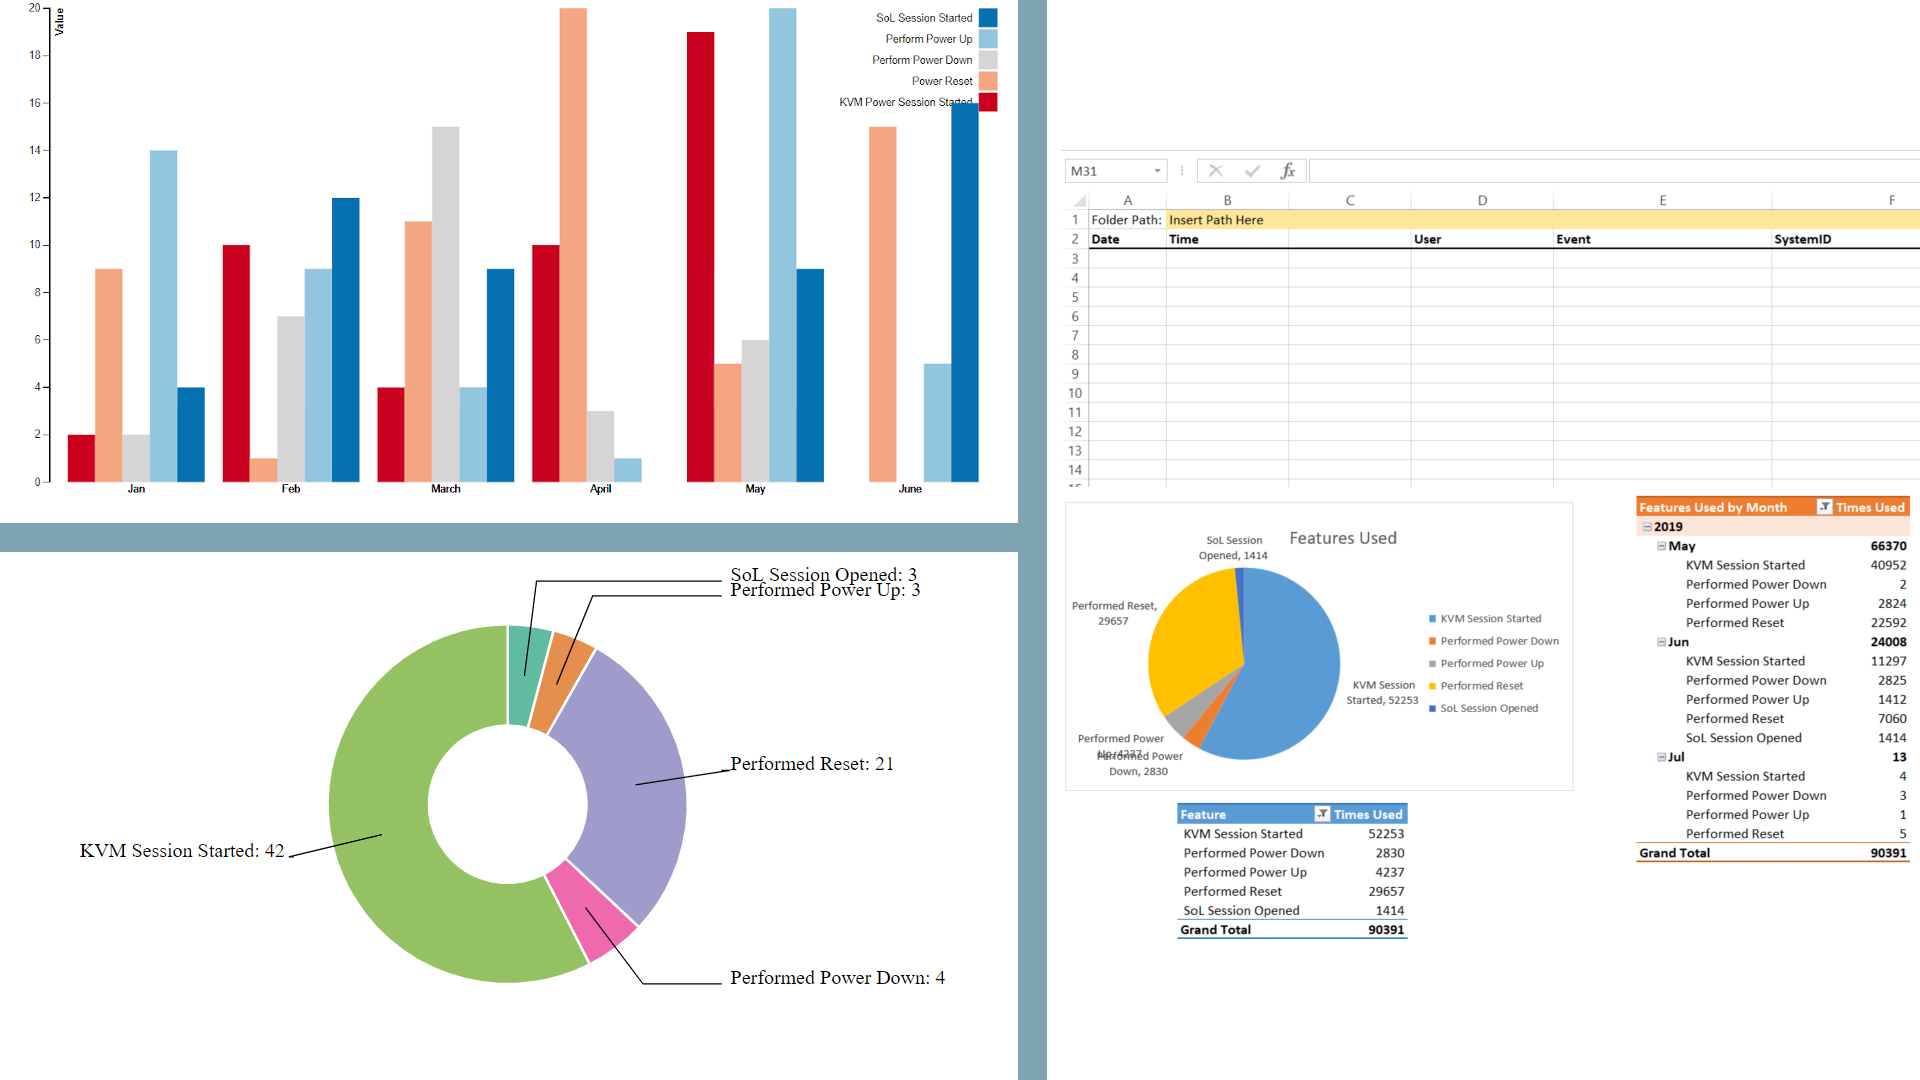 Value
20
18
16
14
12
10
8
6
4
2
0
SoL Session Started
Perform Power Up
Perform Power Down
Power Reset
KVM Power Session Started
Jan Feb March April May June
SoL Session Opened: 3
Performed Power Up: 3
Performed Reset: 21
KVM Session Started: 42
Performed Power Down: 4
M31 fx
A B C D E F
1 Folder Path: Insert Path Here
2 Date Time User Event SystemID
3
4
5
6
7
8
9
10
11
12
13
14
Features Used
SoL Session
Opened, 1414
Performed Reset,
29657
KVM Session
Started, 52253
Performed Power
Up, 4237
Performed Power
Down, 2830
KVM Session Started
Performed Power Down
Performed Power Up
Performed Reset
SoL Session Opened
Feature Times Used
KVM Session Started 52253
Performed Power Down 2830
Performed Power Up 4237
Performed Reset 29657
SoL Session Opened 1414
Grand Total 90391
Features Used by Month Times Used
2019
May 66370
KVM Session Started 40952
Performed Power Down 2
Performed Power Up 2824
Performed Reset 22592
Jun 24008
KVM Session Started 11297
Performed Power Down 2825
Performed Power Up 1412
Performed Reset 7060
SoL Session Opened 1414
Jul 13
KVM Session Started 4
Performed Power Down 3
Performed Power Up 1
Performed Reset 5
Grand Total 90391